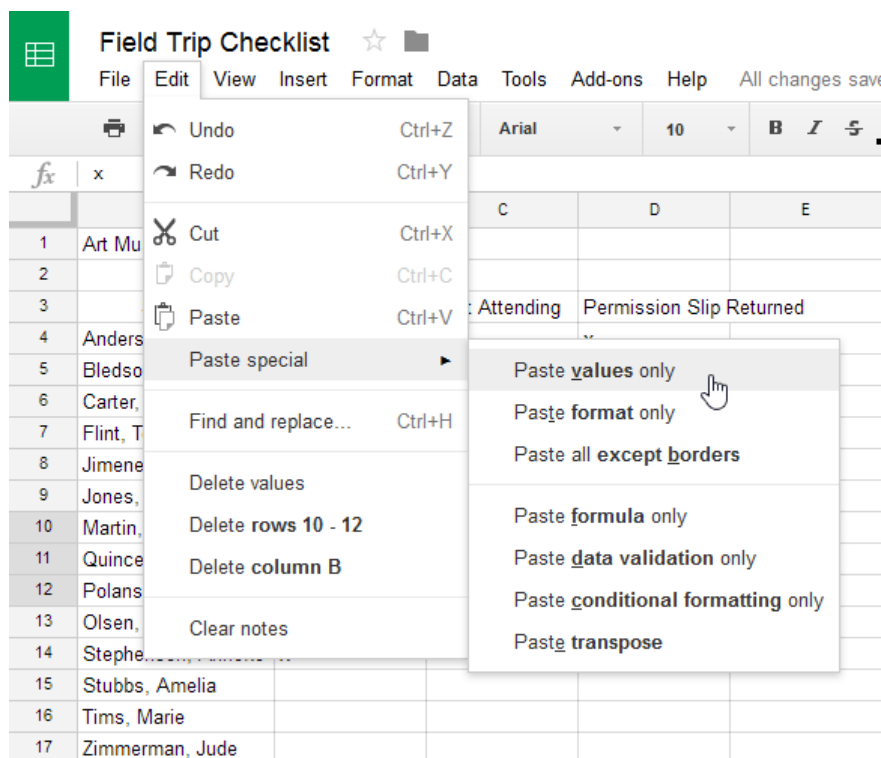 Field Trip Checklist
File Edit View Insert Format Data Tools Add-ons Help All changes save
Undo Ctrl+Z Arial 10 B I S
fx x Redo Ctrl+Y
C D E
Cut Ctrl+X
1 Art Mu
Copy Ctrl+C
2
3 Paste Ctrl+V Attending Permission Slip Returned
4 Anders
Paste special
5 Bledso Paste values only
6 Carter, Paste format only
Find and replace... Ctrl+H
7 Flint, T
8 Jimene Paste all except borders
Delete values
9 Jones, Paste formula only
10 Martin, Delete rows 10 - 12
11 Quince Delete column B Paste data validation only
12 Polans Paste conditional formatting only
13 Olsen, Clear notes
Paste transpose
14 Stephe
15 Stubbs, Amelia
16 Tims, Marie
17 Zimmerman, Jude